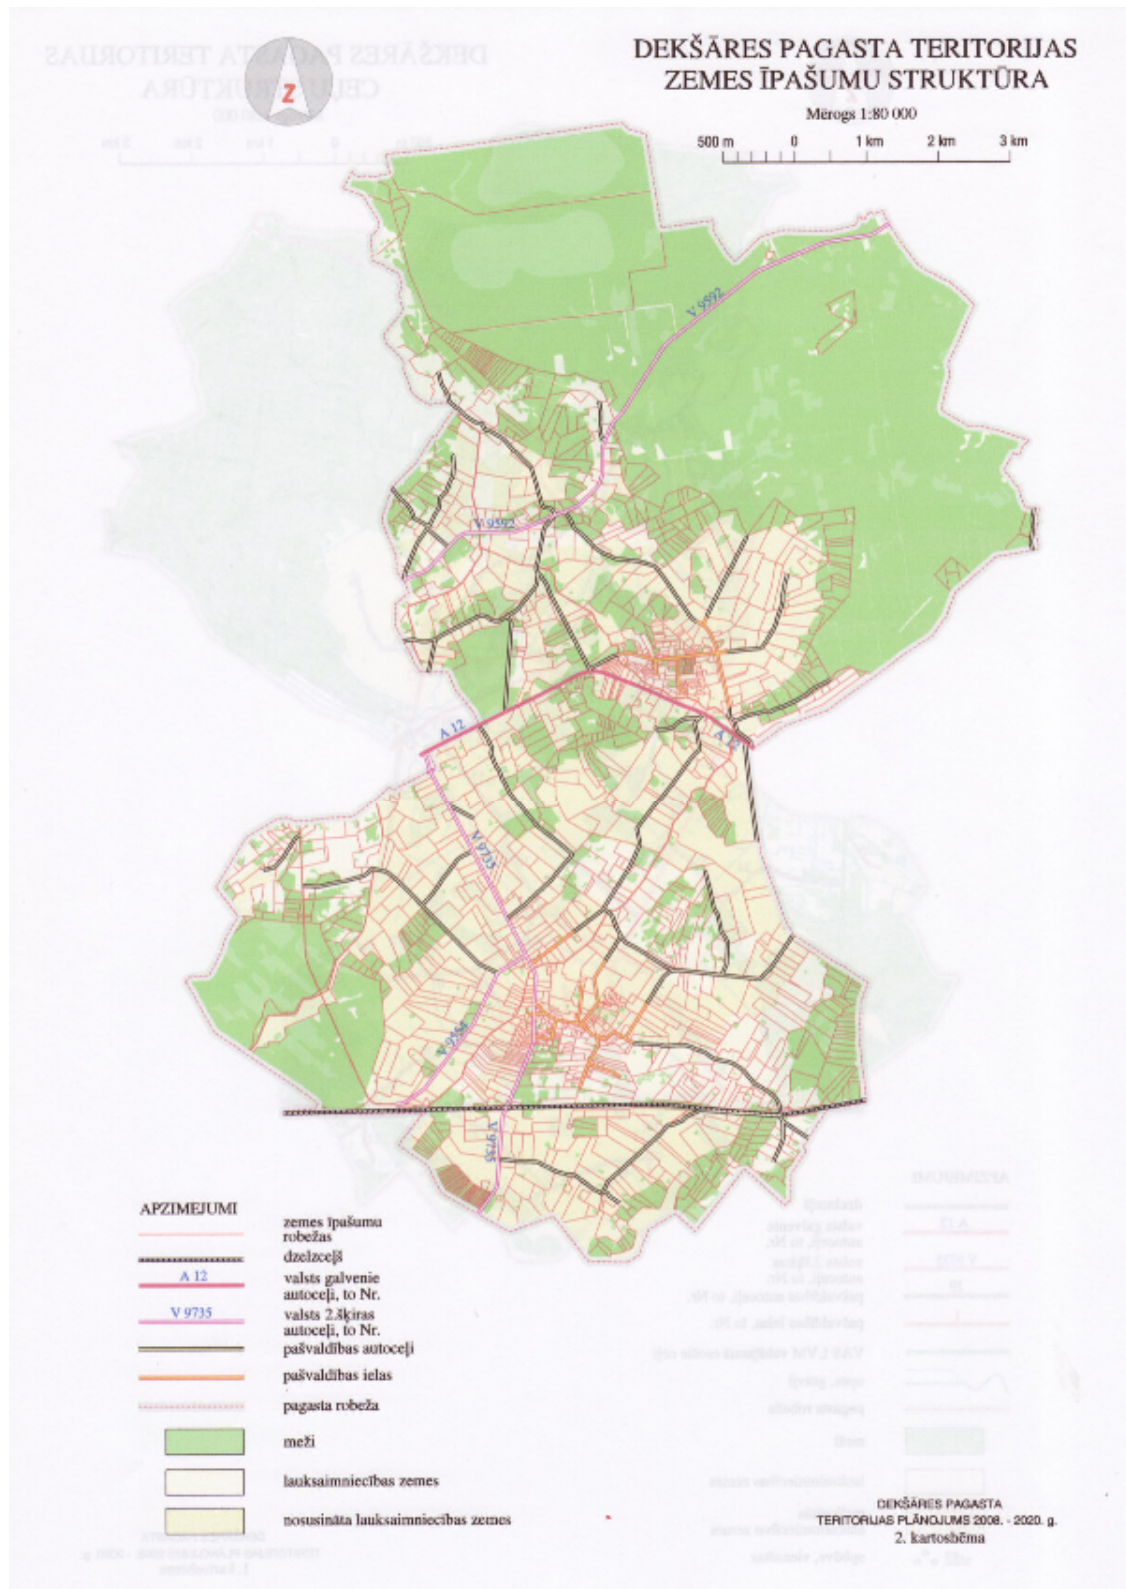 DEKŠĀRES PAGASTA TERITORIJAS
ZEMES ĪPAŠUMU STRUKTŪRA
Mērogs 1:80 000
500 m 0 1 km 2 km 3 km
Z
V 9592
V 9592
A 12
A 12
V 9735
V 9564
V 9735
APZIMEJUMI
zemes īpašumu
robežas
dzelzceļš
A 12
valsts galvenie
autoceļi, to Nr.
V 9735
valsts 2.šķiras
autoceļi, to Nr.
pašvaldības autoceļi
pašvaldības ielas
pagasta robeža
meži
lauksaimniecības zemes
nosusināta lauksaimniecības zemes
DEKŠĀRES PAGASTA
TERITORIJAS PLĀNOJUMS 2008. - 2020. g.
2. kartoshēma